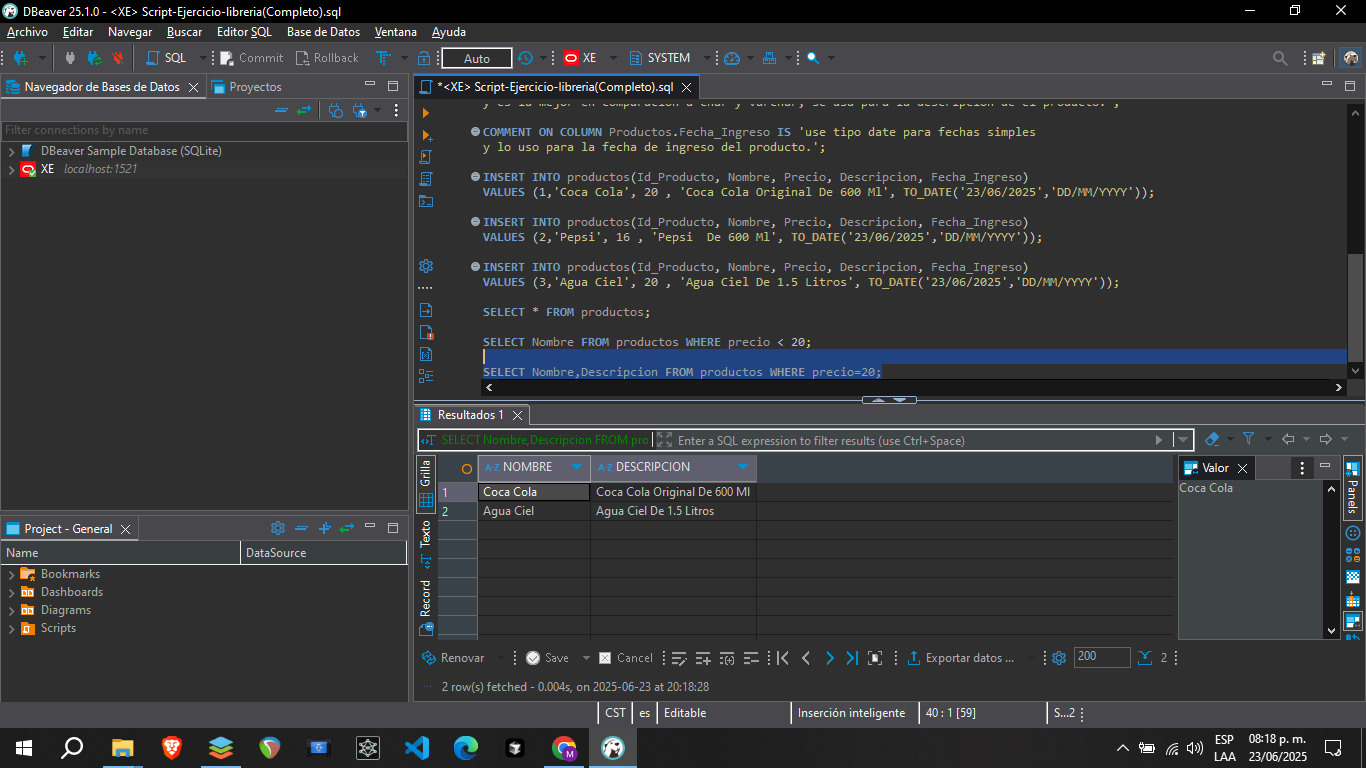 DBeaver 25.1.0 - <XE> Script-Ejercicio-libreria(Completo).sql
Archivo Editar Navegar Buscar Editor SQL Base de Datos Ventana Ayuda
SQL Commit Rollback Auto XE SYSTEM
Navegador de Bases de Datos Proyectos
Filter connections by name
DBeaver Sample Database (SQLite)
XE localhost:1521
Project - General
Name DataSource
Bookmarks
Dashboards
Diagrams
Scripts
*<XE> Script-Ejercicio-libreria(Completo).sql
y es la mejor en comparacion a char y varchar, se usa para la descripcion de el producto.';
COMMENT ON COLUMN Productos.Fecha_Ingreso IS 'use tipo date para fechas simples
y lo uso para la fecha de ingreso del producto.';
INSERT INTO productos(Id_Producto, Nombre, Precio, Descripcion, Fecha_Ingreso)
VALUES (1,'Coca Cola', 20 , 'Coca Cola Original De 600 Ml', TO_DATE('23/06/2025','DD/MM/YYYY'));
INSERT INTO productos(Id_Producto, Nombre, Precio, Descripcion, Fecha_Ingreso)
VALUES (2,'Pepsi', 16 , 'Pepsi  De 600 Ml', TO_DATE('23/06/2025','DD/MM/YYYY'));
INSERT INTO productos(Id_Producto, Nombre, Precio, Descripcion, Fecha_Ingreso)
VALUES (3,'Agua Ciel', 20 , 'Agua Ciel De 1.5 Litros', TO_DATE('23/06/2025','DD/MM/YYYY'));
SELECT * FROM productos;
SELECT Nombre FROM productos WHERE precio < 20;
SELECT Nombre,Descripcion FROM productos WHERE precio=20;
Resultados 1
SELECT Nombre,Descripcion FROM pro Enter a SQL expression to filter results (use Ctrl+Space)
Grilla
Texto
Record
NOMBRE DESCRIPCION
1 Coca Cola Coca Cola Original De 600 Ml
2 Agua Ciel Agua Ciel De 1.5 Litros
Valor
Coca Cola
Panels
Renovar Save Cancel Exportar datos ... 200 2
2 row(s) fetched - 0.004s, on 2025-06-23 at 20:18:28
CST es Editable Inserción inteligente 40 : 1 [59] S...2
ESP
LAA
08:18 p. m.
23/06/2025